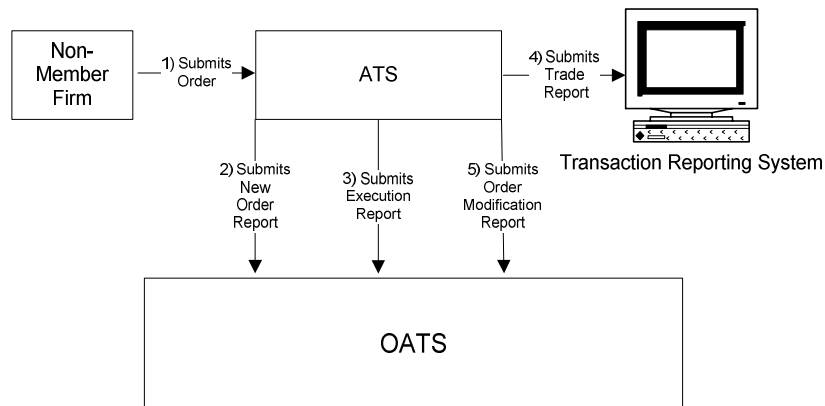 Non-
Member
Firm
1) Submits
Order
ATS
4) Submits
Trade
Report
Transaction Reporting System
2) Submits
New
Order
Report
3) Submits
Execution
Report
5) Submits
Order
Modification
Report
OATS